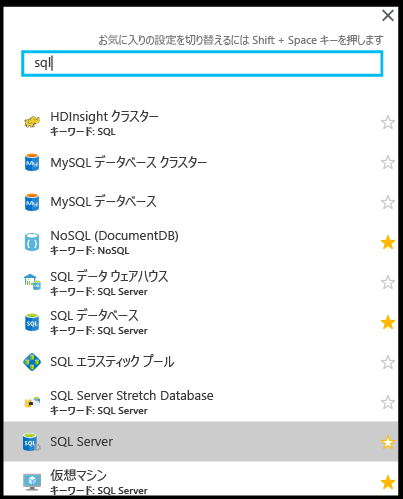 お気に入りの設定を切り替えるには Shift + Space キーを押します
sql
HDInsight クラスター
キーワード: SQL
MySQL データベース クラスター
MySQL データベース
NoSQL (DocumentDB)
キーワード: NoSQL
SQL データ ウェアハウス
キーワード: SQL Server
SQL データベース
キーワード: SQL Server
SQL エラスティック プール
SQL Server Stretch Database
キーワード: SQL Server
SQL Server
仮想マシン
キーワード: SQL Server